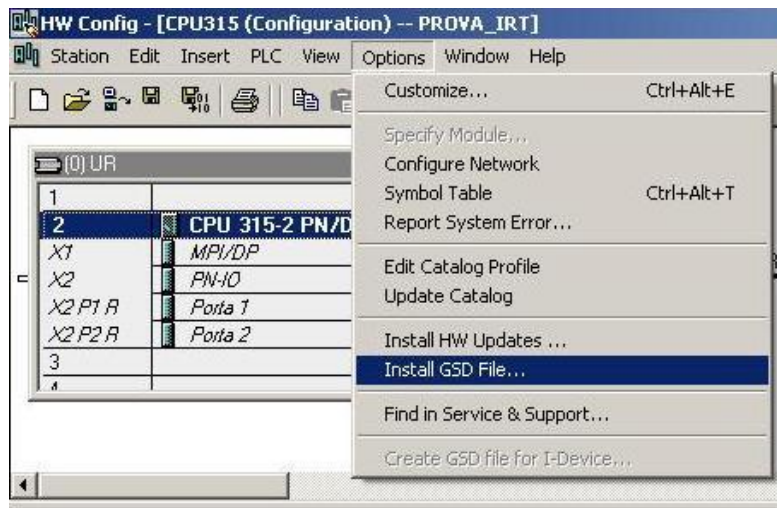 HW Config - [CPU315 (Configuration) -- PROVA_IRT]
Station Edit Insert PLC View Options Window Help
Customize... Ctrl+Alt+E
Specify Module...
Configure Network
Symbol Table Ctrl+Alt+T
Report System Error...
Edit Catalog Profile
Update Catalog
Install HW Updates ...
Install GSD File...
Find in Service & Support...
Create GSD file for I-Device...
(0) UR
1
2 CPU 315-2 PN/D
X1 MPI/DP
X2 PN-IO
X2 P1 R Porta 1
X2 P2 R Porta 2
3
4